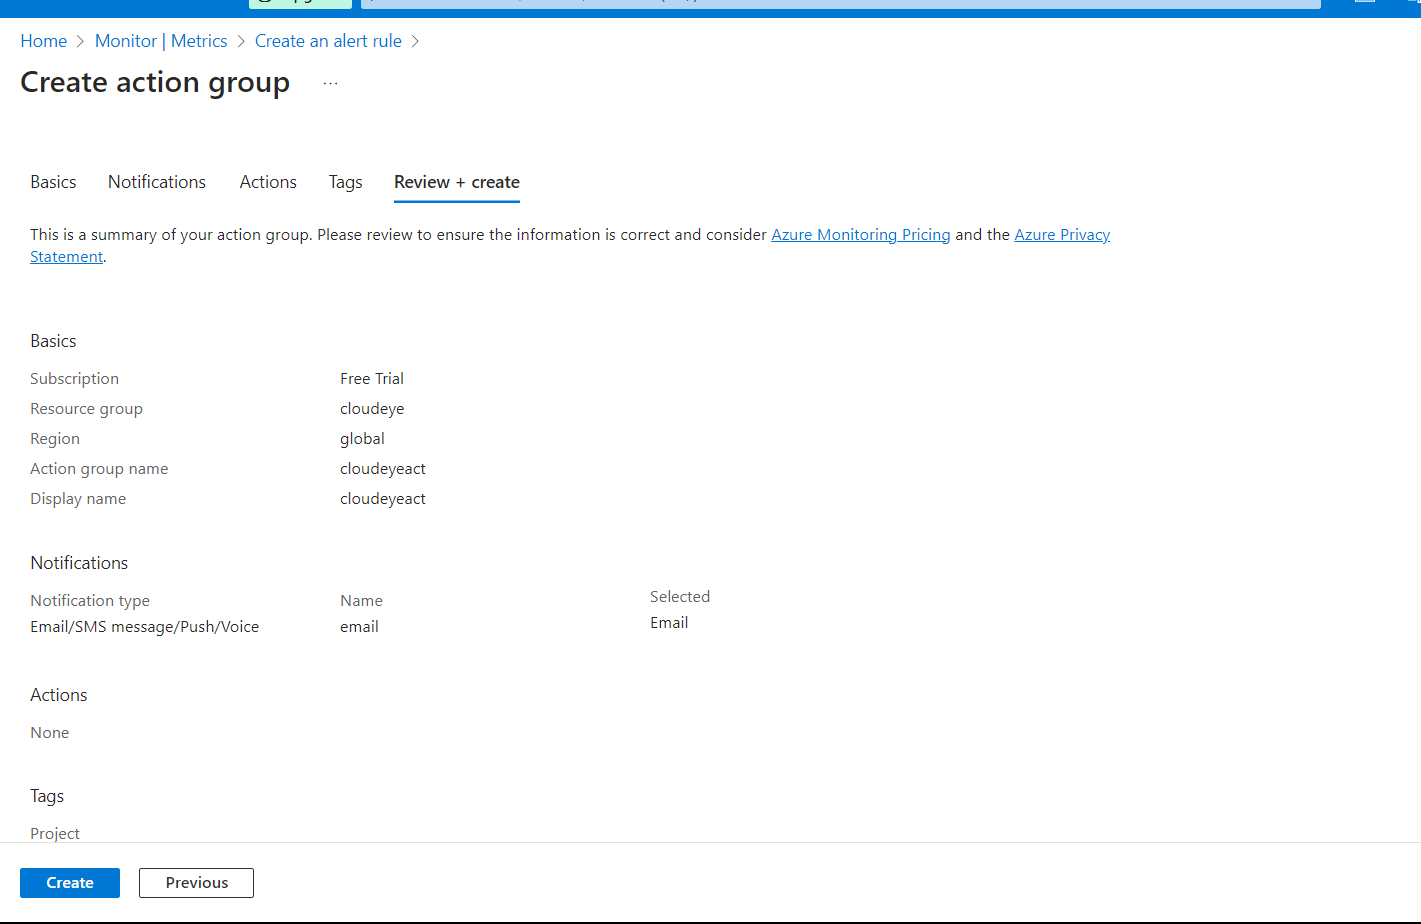 Home > Monitor | Metrics > Create an alert rule >
Create action group ...
Basics Notifications Actions Tags Review + create
This is a summary of your action group. Please review to ensure the information is correct and consider Azure Monitoring Pricing and the Azure Privacy
Statement.
Basics
Subscription Free Trial
Resource group cloudeye
Region global
Action group name cloudeyeact
Display name cloudeyeact
Notifications
Notification type Name Selected
Email/SMS message/Push/Voice email Email
Actions
None
Tags
Project
Create Previous